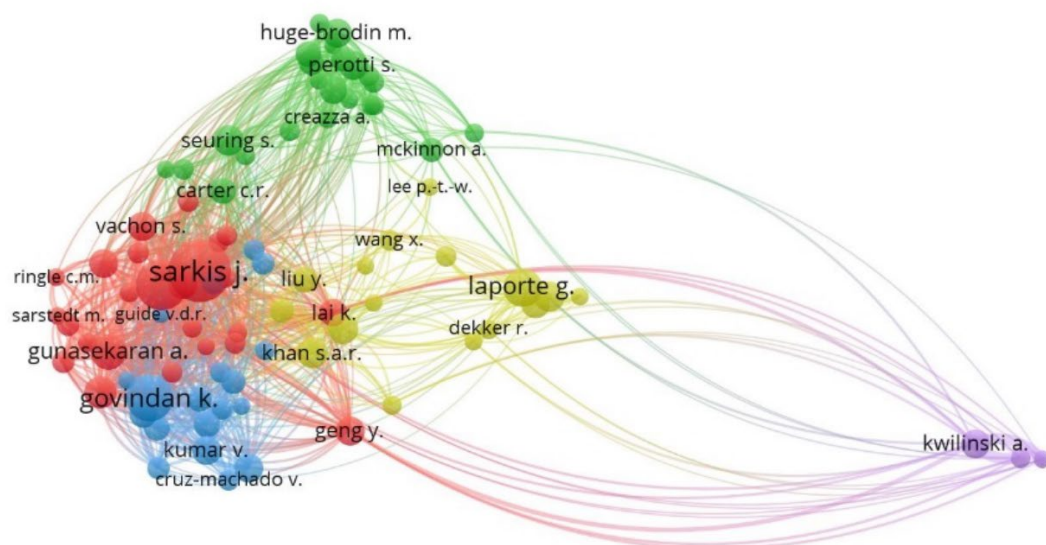 huge-brodin m.
perotti s.
creazza a.
seuring s.
mckinnon a.
carter c.r.
lee p.-t.-w.
vachon s.
wang x.
sarkis j.
ringle c.m.
liu y.
laporte g.
sarstedt m.
guide v.d.r.
lai k.
dekker r.
gunasekaran a.
khan s.a.r.
govindan k.
geng y.
kwilinski a.
kumar v.
cruz-machado v.